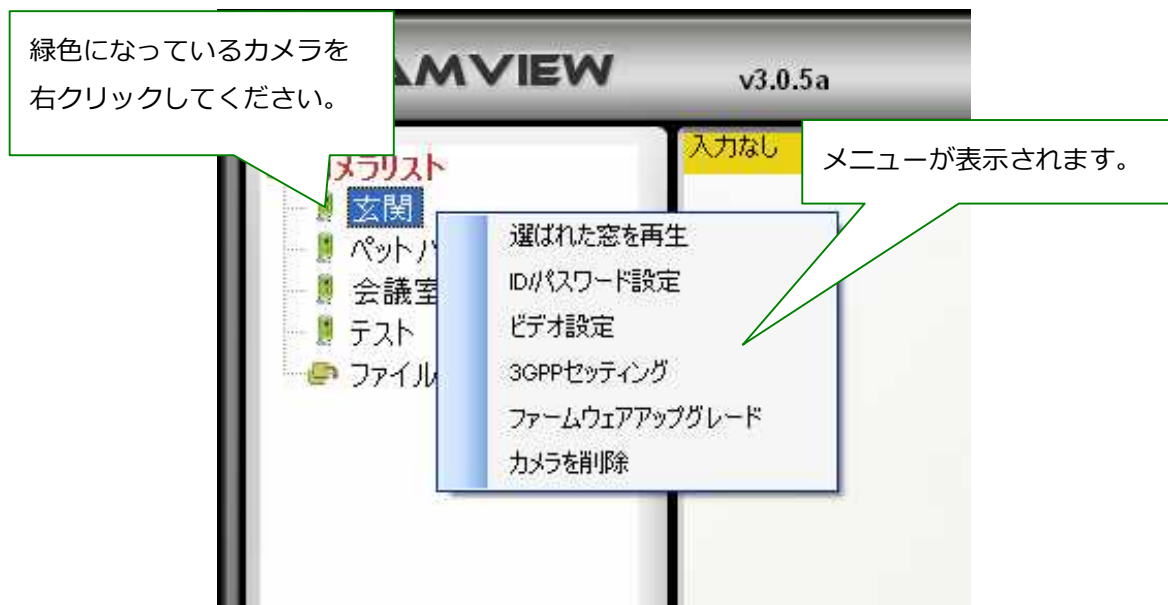 緑色になっているカメラを
右クリックしてください。
AMVIEW
v3.0.5a
メラリスト
玄関
ペット
会議室
テスト
ファイル
入力なし
メニューが表示されます。
選ばれた窓を再生
ID/パスワード設定
ビデオ設定
3GPPセッティング
ファームウェアアップグレード
カメラを削除